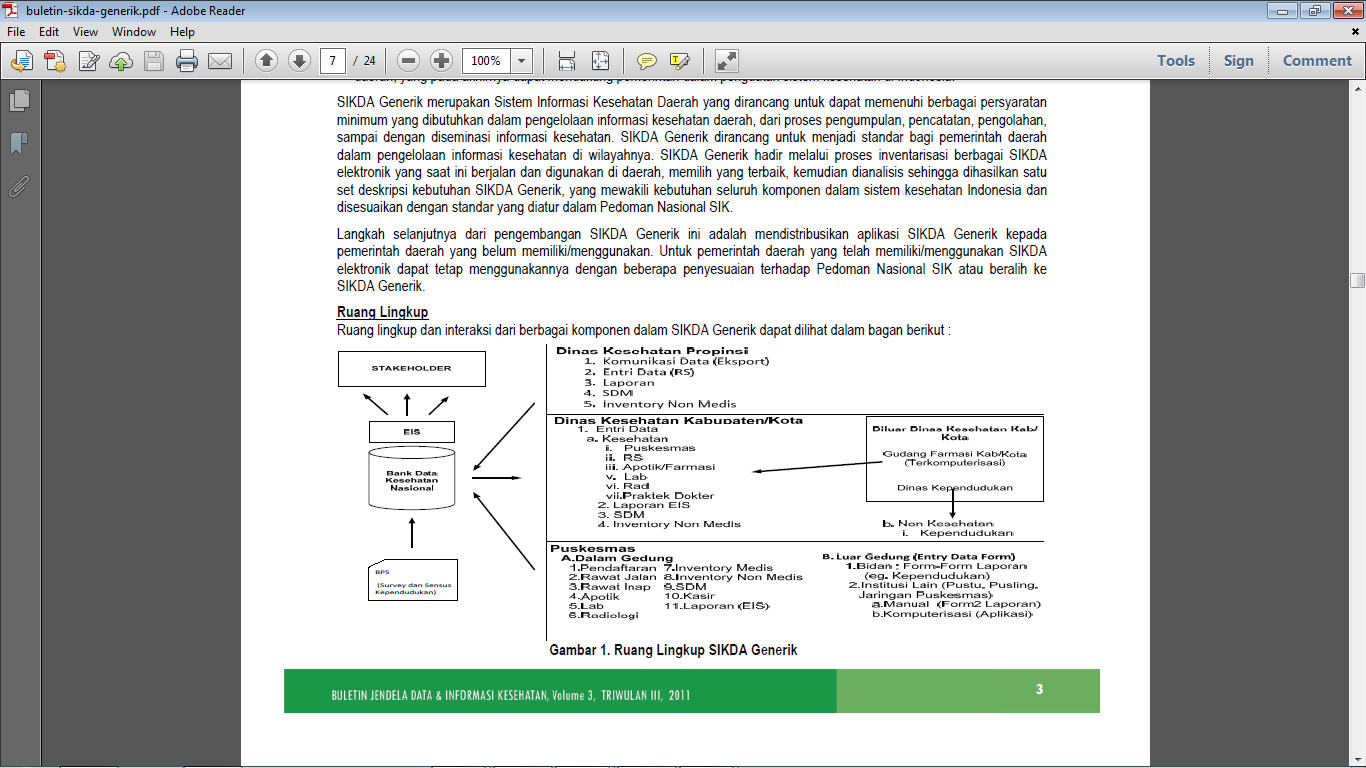 buletin-sikda-generik.pdf - Adobe Reader
File Edit View Window Help
7 / 24 100% Tools Sign Comment
SIKDA Generik merupakan Sistem Informasi Kesehatan Daerah yang dirancang untuk dapat memenuhi berbagai persyaratan
minimum yang dibutuhkan dalam pengelolaan informasi kesehatan daerah, dari proses pengumpulan, pencatatan, pengolahan,
sampai dengan diseminasi informasi kesehatan. SIKDA Generik dirancang untuk menjadi standar bagi pemerintah daerah
dalam pengelolaan informasi kesehatan di wilayahnya. SIKDA Generik hadir melalui proses inventarisasi berbagai SIKDA
elektronik yang saat ini berjalan dan digunakan di daerah, memilih yang terbaik, kemudian dianalisis sehingga dihasilkan satu
set deskripsi kebutuhan SIKDA Generik, yang mewakili kebutuhan seluruh komponen dalam sistem kesehatan Indonesia dan
disesuaikan dengan standar yang diatur dalam Pedoman Nasional SIK.
Langkah selanjutnya dari pengembangan SIKDA Generik ini adalah mendistribusikan aplikasi SIKDA Generik kepada
pemerintah daerah yang belum memiliki/menggunakan. Untuk pemerintah daerah yang telah memiliki/menggunakan SIKDA
elektronik dapat tetap menggunakannya dengan beberapa penyesuaian terhadap Pedoman Nasional SIK atau beralih ke
SIKDA Generik.
Ruang Lingkup
Ruang lingkup dan interaksi dari berbagai komponen dalam SIKDA Generik dapat dilihat dalam bagan berikut :
STAKEHOLDER
EIS
Bank Data
Kesehatan
Nasional
BPS
(Survey dan Sensus
Kependudukan)
Dinas Kesehatan Propinsi
1. Komunikasi Data (Eksport)
2. Entri Data (RS)
3. Laporan
4. SDM
5. Inventory Non Medis
Dinas Kesehatan Kabupaten/Kota
1. Entri Data
a. Kesehatan
i. Puskesmas
ii. RS
iii. Apotik/Farmasi
v. Lab
vi. Rad
vii.Praktek Dokter
2. Laporan EIS
3. SDM
4. Inventory Non Medis
Diluar Dinas Kesehatan Kab/
Kota
Gudang Farmasi Kab/Kota
(Terkomputerisasi)
Dinas Kependudukan
b. Non Kesehatan
i. Kependudukan
Puskesmas
A.Dalam Gedung
1.Pendaftaran 7.Inventory Medis
2.Rawat Jalan 8.Inventory Non Medis
3.Rawat Inap 9.SDM
4.Apotik 10.Kasir
5.Lab 11.Laporan (EIS)
6.Radiologi
B. Luar Gedung (Entry Data Form)
1.Bidan : Form-Form Laporan
(eg. Kependudukan)
2.Institusi Lain (Pustu, Pusling,
Jaringan Puskesmas)
a.Manual (Form2 Laporan)
b.Komputerisasi (Aplikasi)
Gambar 1. Ruang Lingkup SIKDA Generik
BULETIN JENDELA DATA & INFORMASI KESEHATAN, Volume 3, TRIWULAN III, 2011
3